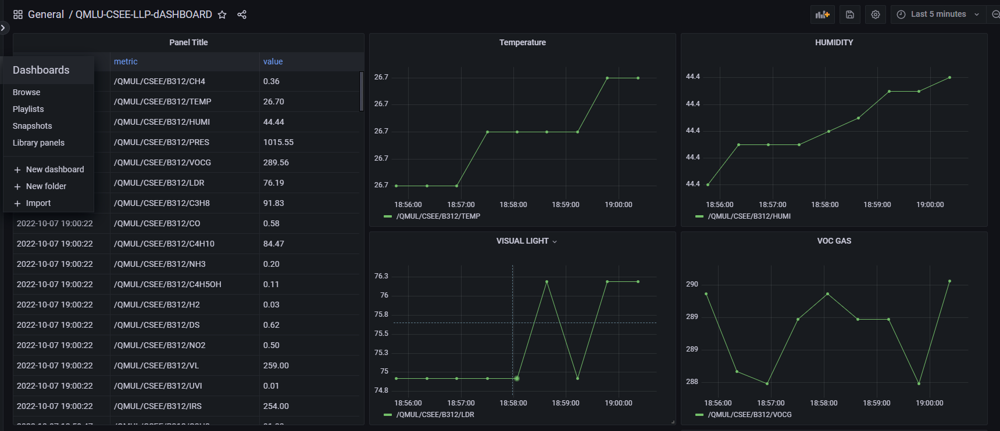 General / QMLU-CSEE-LLP-dASHBOARD
Last 5 minutes
Dashboards
Browse
Playlists
Snapshots
Library panels
+ New dashboard
+ New folder
+ Import
Panel Title
metric value
/QMUL/CSEE/B312/CH4 0.36
/QMUL/CSEE/B312/TEMP 26.70
/QMUL/CSEE/B312/HUMI 44.44
/QMUL/CSEE/B312/PRES 1015.55
/QMUL/CSEE/B312/VOCG 289.56
/QMUL/CSEE/B312/LDR 76.19
/QMUL/CSEE/B312/C3H8 91.83
2022-10-07 19:00:22 /QMUL/CSEE/B312/CO 0.58
2022-10-07 19:00:22 /QMUL/CSEE/B312/C4H10 84.47
2022-10-07 19:00:22 /QMUL/CSEE/B312/NH3 0.20
2022-10-07 19:00:22 /QMUL/CSEE/B312/C4H5OH 0.11
2022-10-07 19:00:22 /QMUL/CSEE/B312/H2 0.03
2022-10-07 19:00:22 /QMUL/CSEE/B312/DS 0.62
2022-10-07 19:00:22 /QMUL/CSEE/B312/NO2 0.50
2022-10-07 19:00:22 /QMUL/CSEE/B312/VL 259.00
2022-10-07 19:00:22 /QMUL/CSEE/B312/UVI 0.01
2022-10-07 19:00:22 /QMUL/CSEE/B312/IRS 254.00
Temperature
26.7
26.7
26.7
26.7
26.7
18:56:00 18:57:00 18:58:00 18:59:00 19:00:00
/QMUL/CSEE/B312/TEMP
HUMIDITY
44.4
44.4
44.4
44.4
44.4
18:56:00 18:57:00 18:58:00 18:59:00 19:00:00
/QMUL/CSEE/B312/HUMI
VISUAL LIGHT
76.3
76
75.8
75.5
75.3
75
74.8
18:56:00 18:57:00 18:58:00 18:59:00 19:00:00
/QMUL/CSEE/B312/LDR
VOC GAS
290
289
289
288
18:56:00 18:57:00 18:58:00 18:59:00 19:00:00
/QMUL/CSEE/B312/VOCG